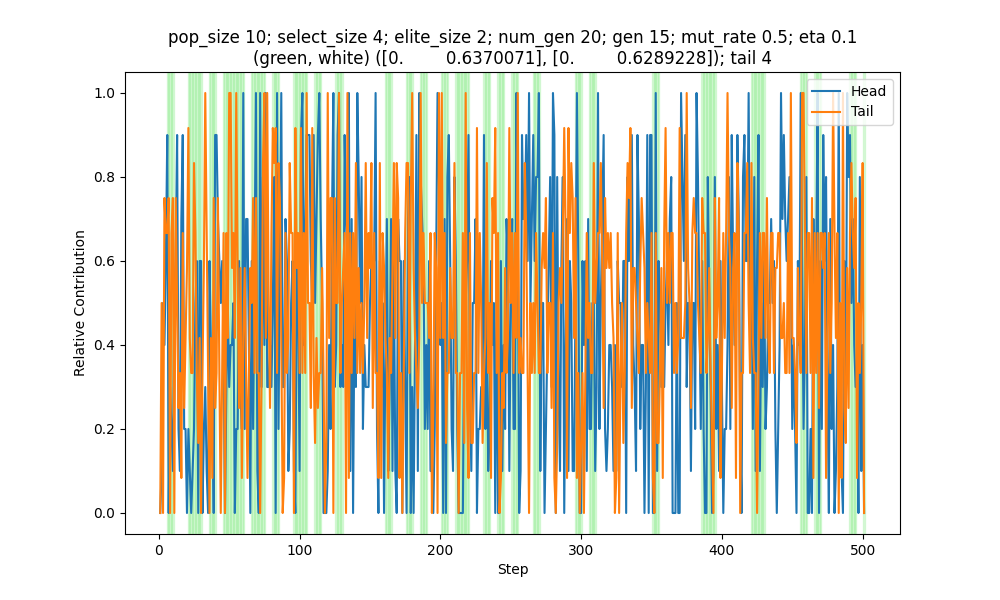 pop_size 10; select_size 4; elite_size 2; num_gen 20; gen 15; mut_rate 0.5; eta 0.1
(green, white) ([0. 0.6370071], [0. 0.6289228]); tail 4
Head
Tail
Relative Contribution
1.0
0.8
0.6
0.4
0.2
0.0
0 100 200 300 400 500
Step